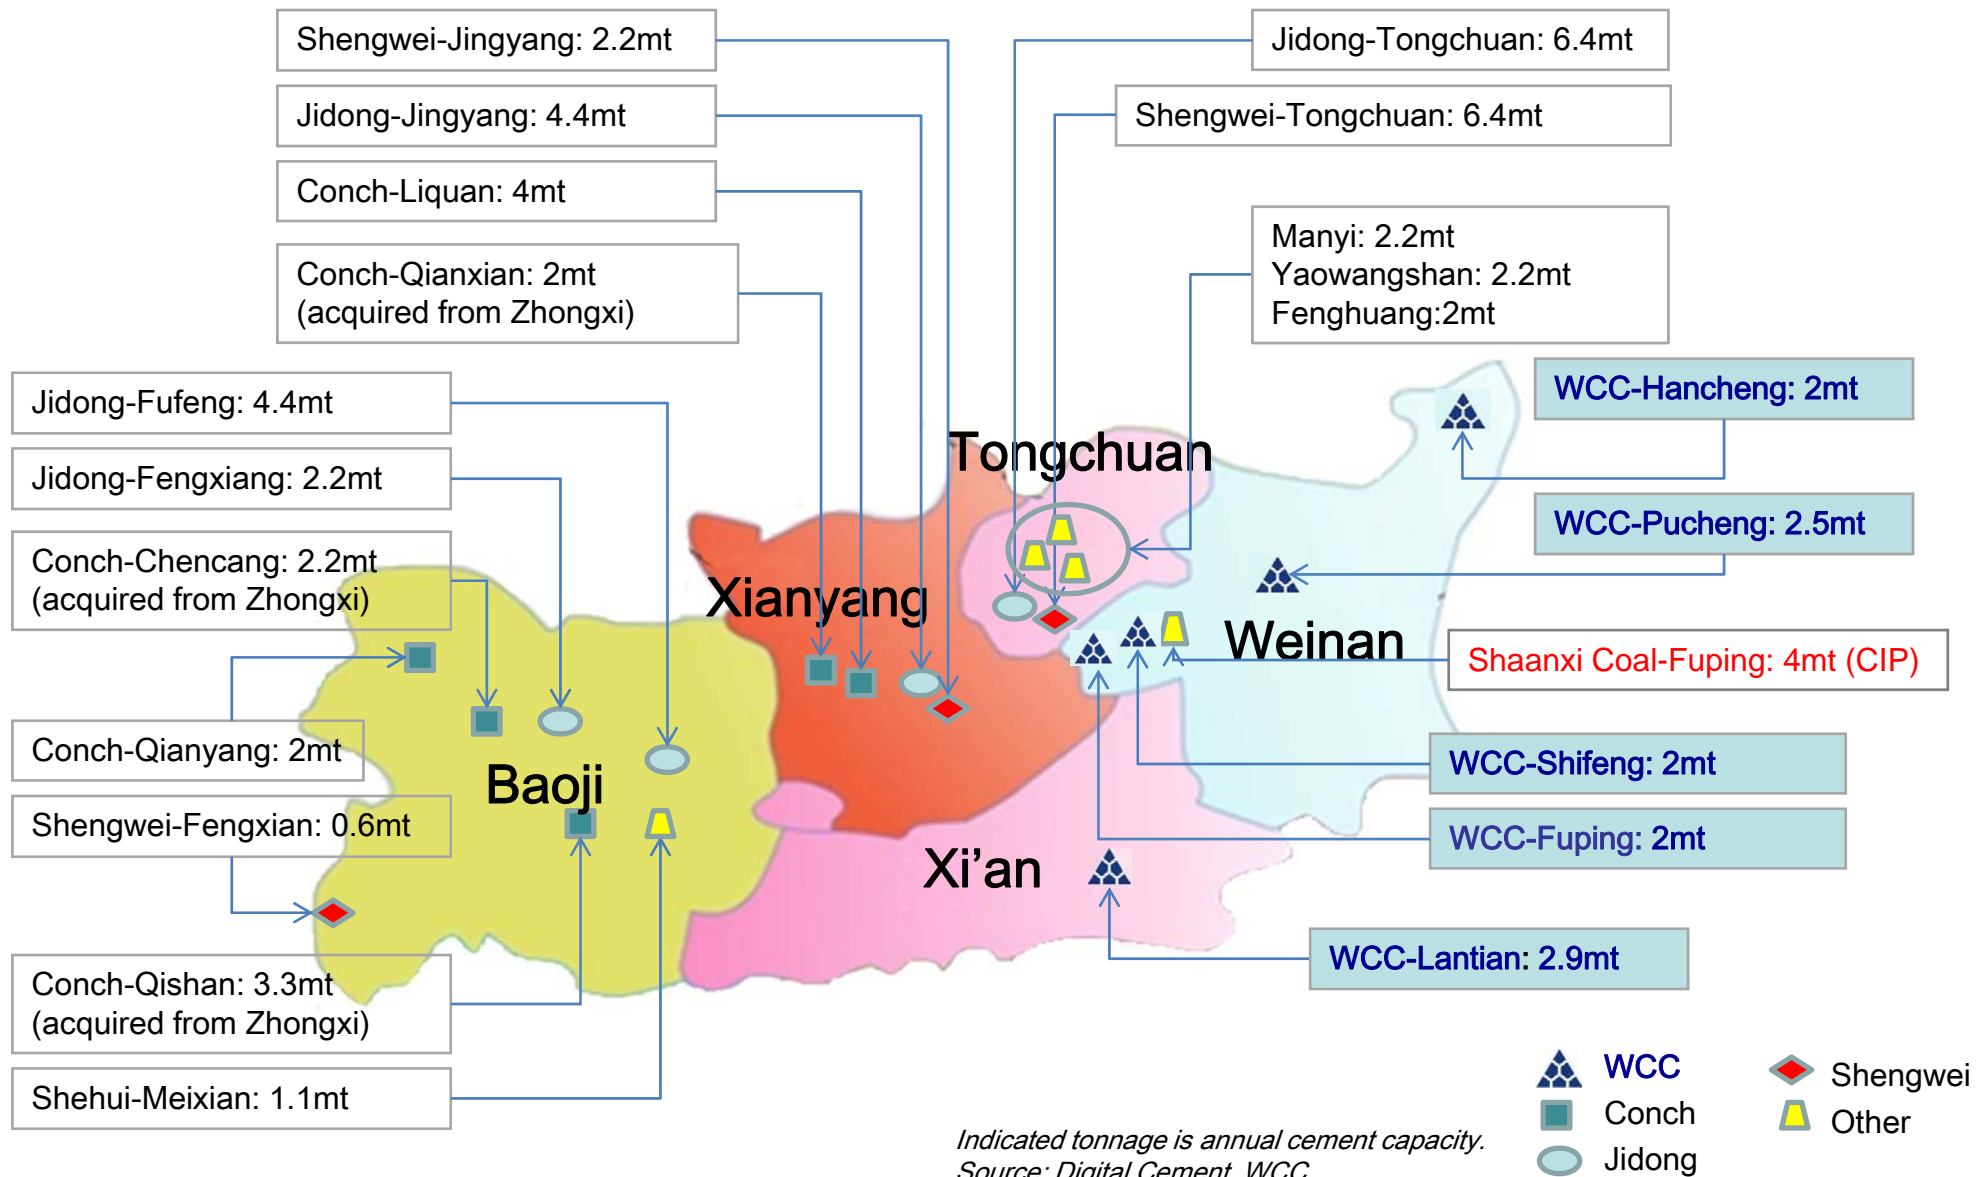 Shengwei-Jingyang: 2.2mt
Jidong-Tongchuan: 6.4mt
Jidong-Jingyang: 4.4mt
Shengwei-Tongchuan: 6.4mt
Conch-Liquan: 4mt
Conch-Qianxian: 2mt
(acquired from Zhongxi)
Manyi: 2.2mt
Yaowangshan: 2.2mt
Fenghuang:2mt
Jidong-Fufeng: 4.4mt
WCC-Hancheng: 2mt
Tongchuan
Jidong-Fengxiang: 2.2mt
WCC-Pucheng: 2.5mt
Conch-Chencang: 2.2mt
(acquired from Zhongxi)
Xianyang
Weinan
Shaanxi Coal-Fuping: 4mt (CIP)
Conch-Qianyang: 2mt
WCC-Shifeng: 2mt
Baoji
Shengwei-Fengxian: 0.6mt
WCC-Fuping: 2mt
Xi’an
WCC-Lantian: 2.9mt
Conch-Qishan: 3.3mt
(acquired from Zhongxi)
Shehui-Meixian: 1.1mt
WCC
Shengwei
Conch
Other
Jidong
Indicated tonnage is annual cement capacity.
Source: Digital Cement, WCC